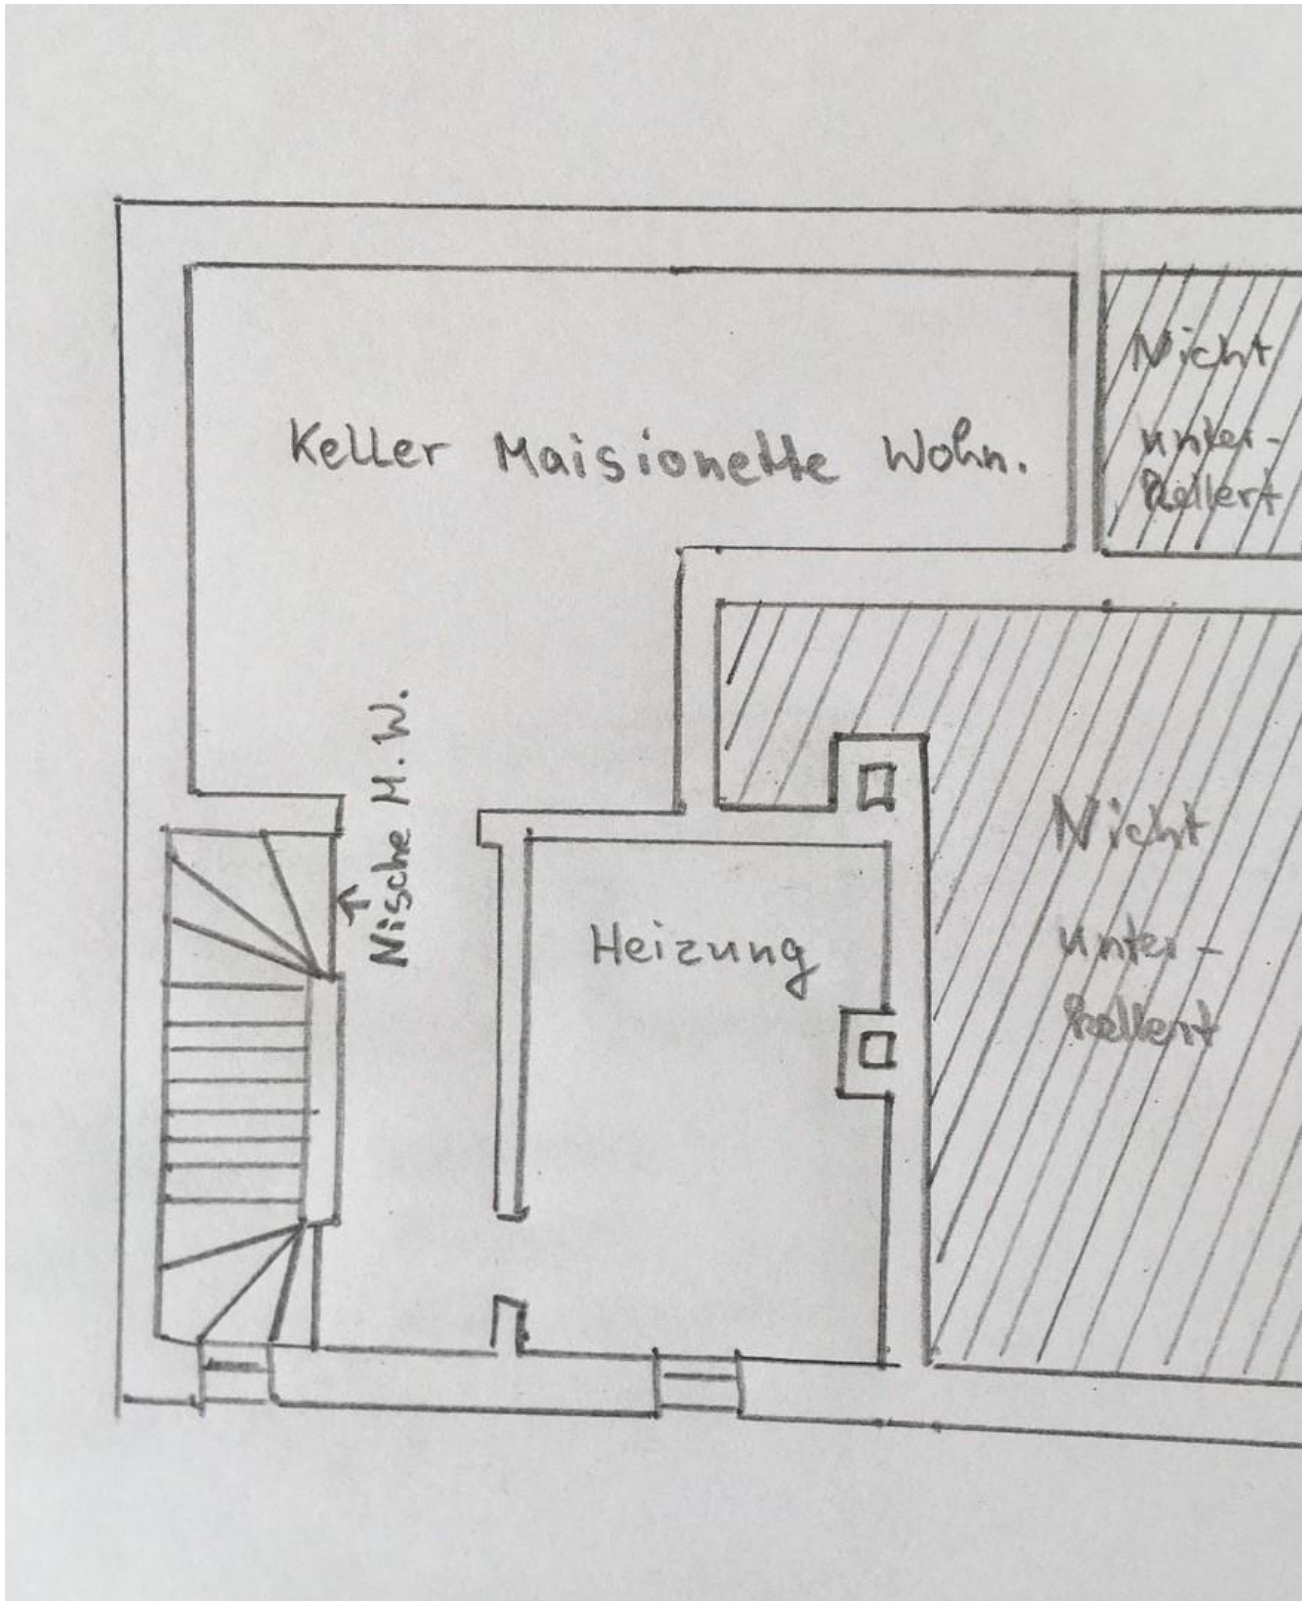 Nicht
unter-
kellert
Keller Maisionette Wohn.
Nische M.W.
Heizung
Nicht
unter-
kellert